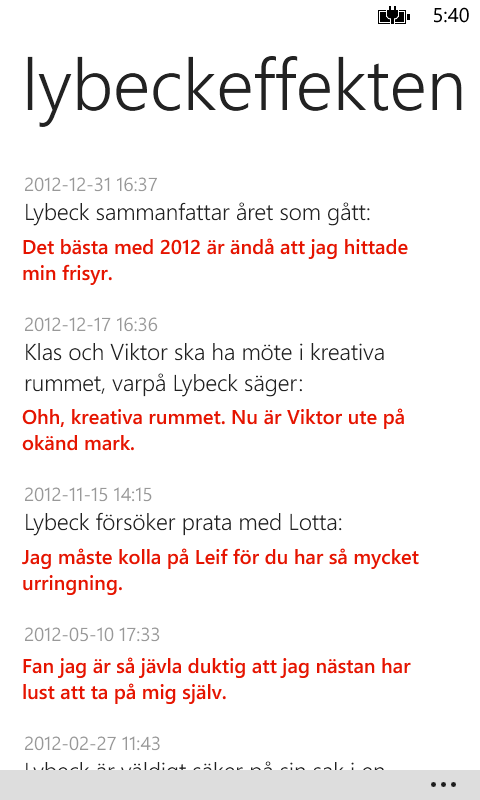 5:40
lybeckeffekten
2012-12-31 16:37
Lybeck sammanfattar året som gått:
Det bästa med 2012 är ändå att jag hittade
min frisyr.
2012-12-17 16:36
Klas och Viktor ska ha möte i kreativa
rummet, varpå Lybeck säger:
Ohh, kreativa rummet. Nu är Viktor ute på
okänd mark.
2012-11-15 14:15
Lybeck försöker prata med Lotta:
Jag måste kolla på Leif för du har så mycket
urringning.
2012-05-10 17:33
Fan jag är så jävla duktig att jag nästan har
lust att ta på mig själv.
2012-02-27 11:43
Lybeck är väldigt säker på sin sak i en